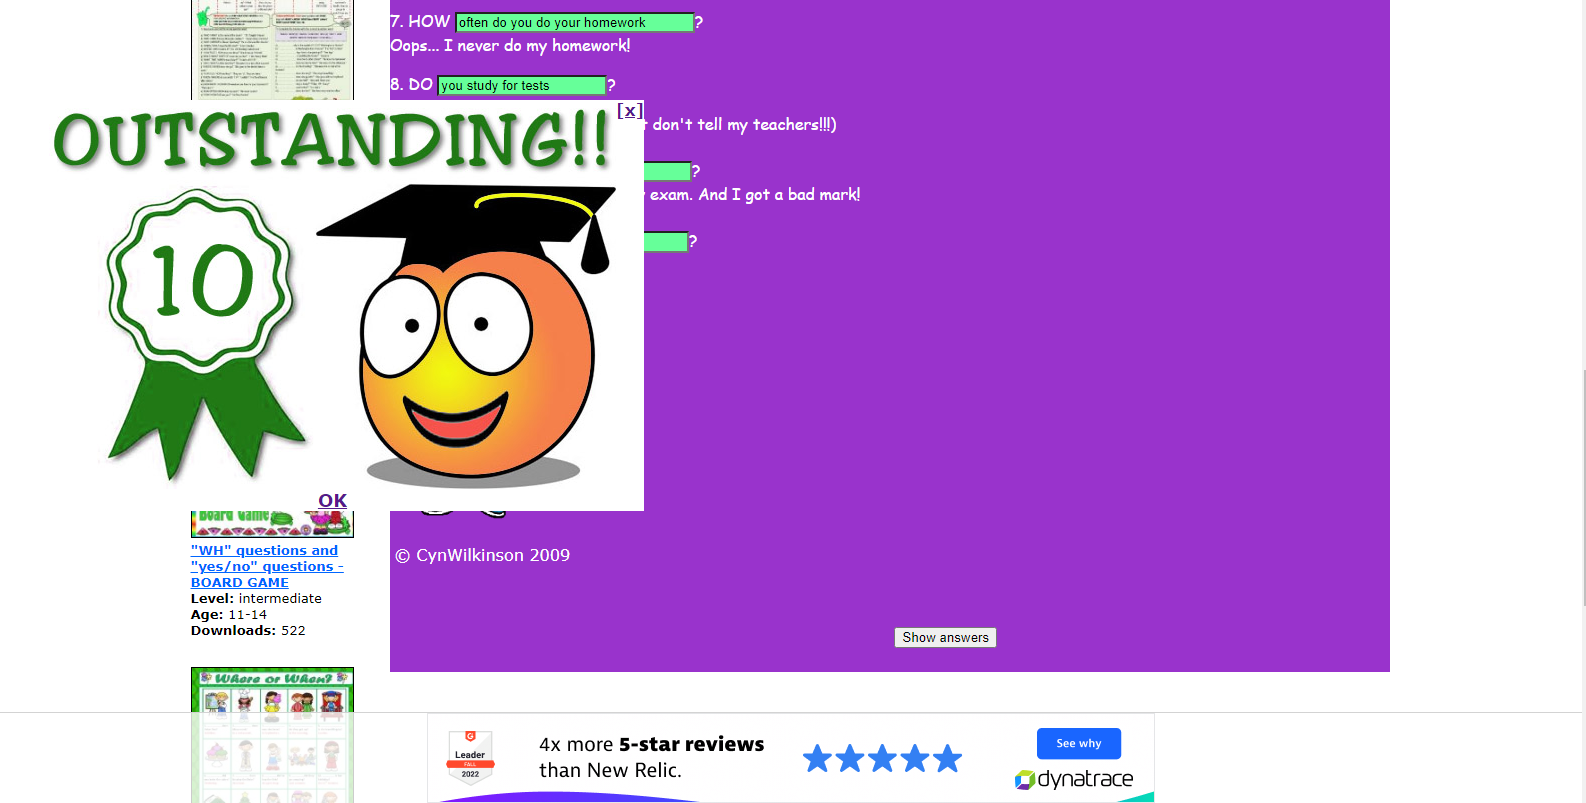 7. HOW often do you do your homework?
Oops... I never do my homework!
8. DO you study for tests?
[x]
OUTSTANDING!!
t don't tell my teachers!!!)
?
exam. And I got a bad mark!
?
10
OK
Board Game
"WH" questions and
"yes/no" questions -
BOARD GAME
Level: intermediate
Age: 11-14
Downloads: 522
© CynWilkinson 2009
Show answers
Where or When?
Leader
FALL
2022
4x more 5-star reviews
than New Relic.
See why
dynatrace